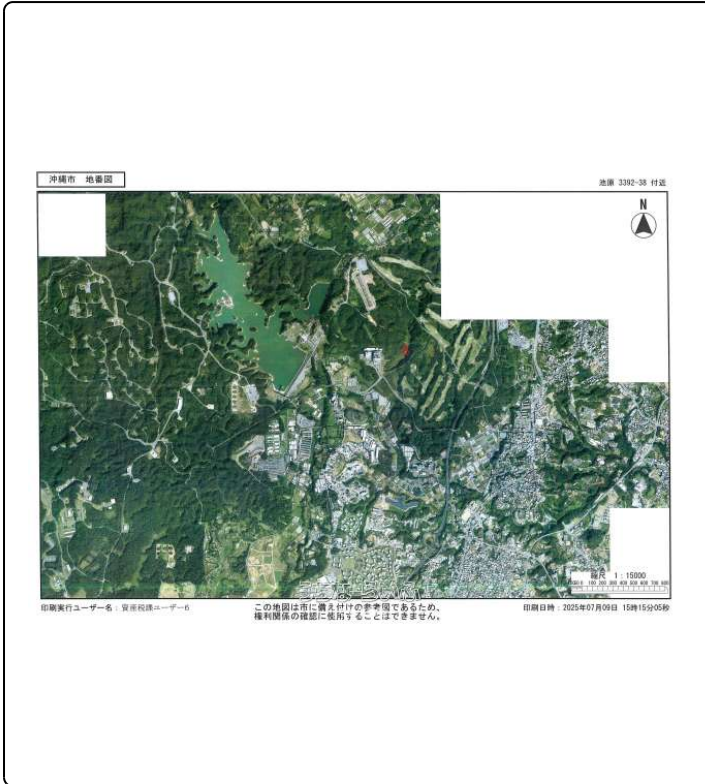 沖縄市 地番図
池原 3392-38 付近
N
縮尺 1:15000
印刷実行ユーザー名：資産税課ユーザー6
この地図は市に備え付けの参考図であるため、
権利関係の確認に使用することはできません。
印刷日時：2025年07月09日 15時15分05秒